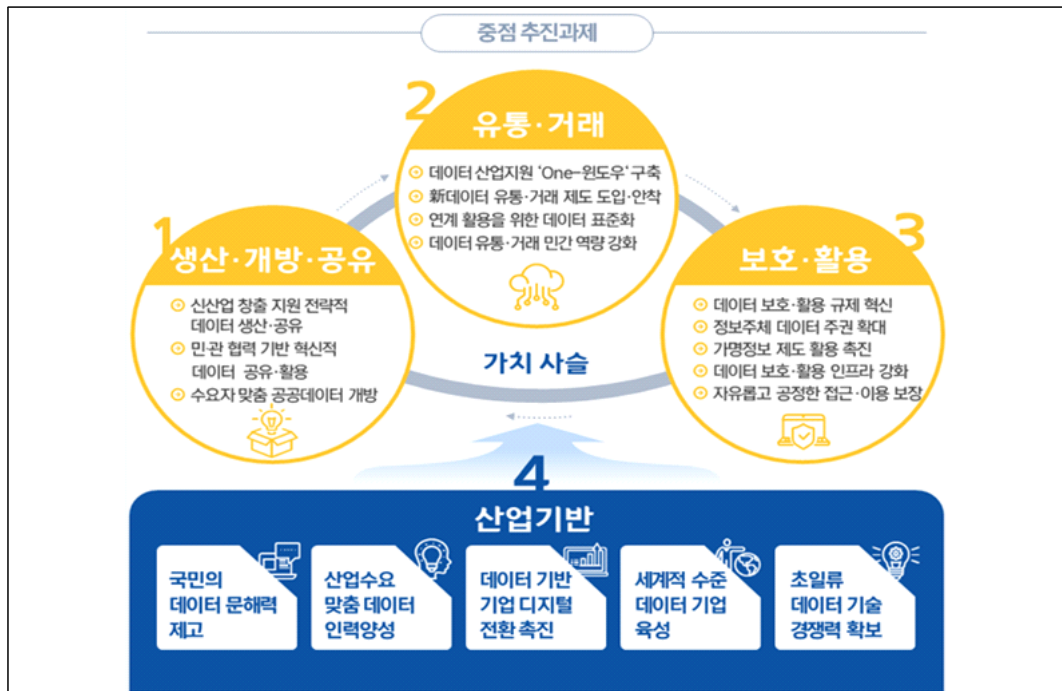 중점 추진과제
1
생산·개방·공유
신산업 창출 지원 전략적
데이터 생산·공유
민·관 협력 기반 혁신적
데이터 공유·활용
수요자 맞춤 공공데이터 개방
2
유통·거래
데이터 산업지원 ‘One-윈도우‘ 구축
新데이터 유통·거래 제도 도입·안착
연계 활용을 위한 데이터 표준화
데이터 유통·거래 민간 역량 강화
3
보호·활용
데이터 보호·활용 규제 혁신
정보주체 데이터 주권 확대
가명정보 제도 활용 촉진
데이터 보호·활용 인프라 강화
자유롭고 공정한 접근·이용 보장
가치 사슬
4
산업기반
국민의
데이터 문해력
제고
산업수요
맞춤 데이터
인력양성
데이터 기반
기업 디지털
전환 촉진
세계적 수준
데이터 기업
육성
초일류
데이터 기술
경쟁력 확보